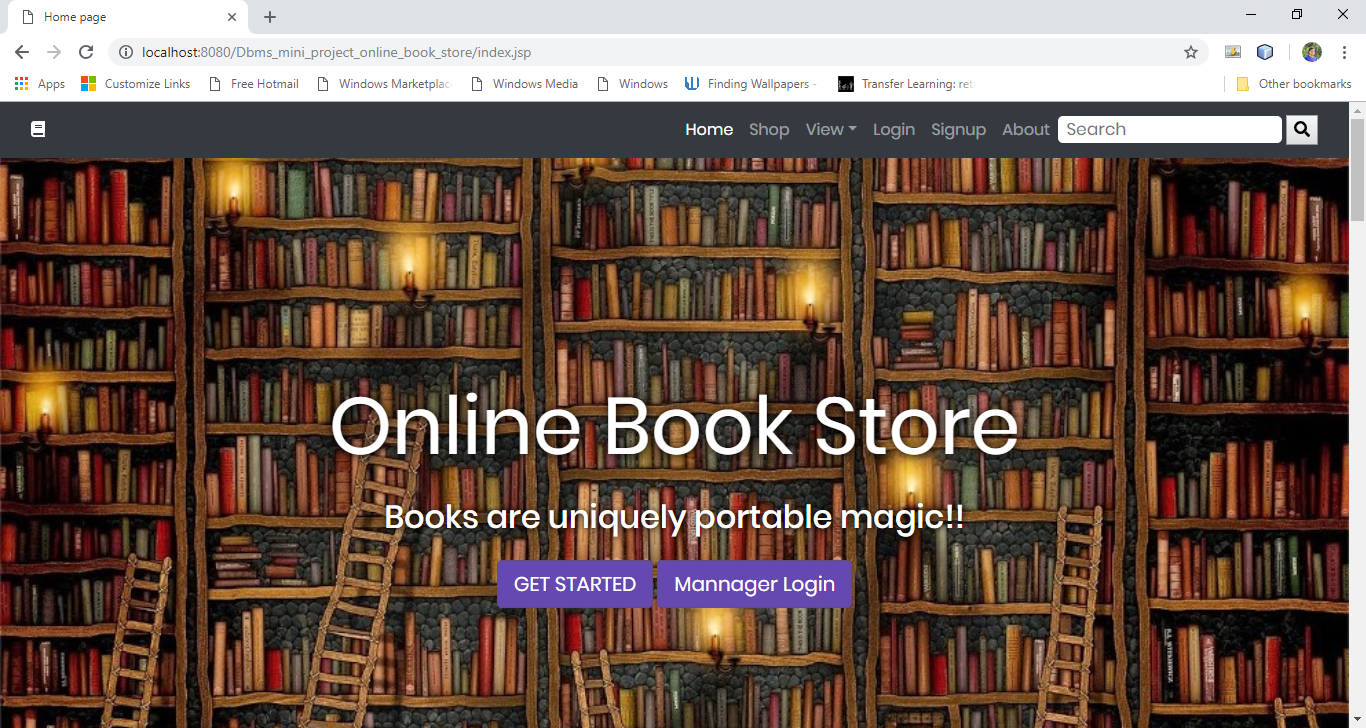 Home page
localhost:8080/Dbms_mini_project_online_book_store/index.jsp
Apps Customize Links Free Hotmail Windows Marketplac Windows Media Windows Finding Wallpapers - Transfer Learning: ret Other bookmarks
Home Shop View Login Signup About Search
Online Book Store
Books are uniquely portable magic!!
GET STARTED Mannager Login